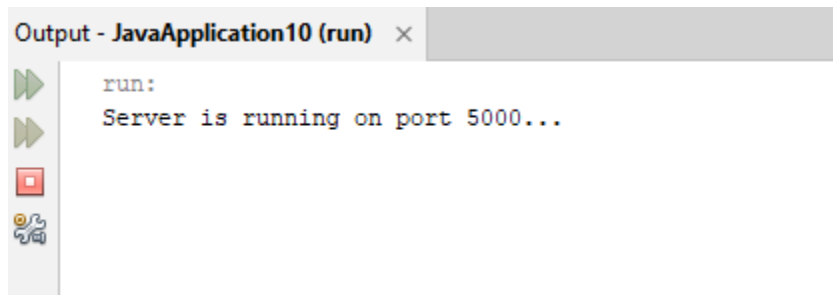 Output - JavaApplication10 (run)
run:
Server is running on port 5000...